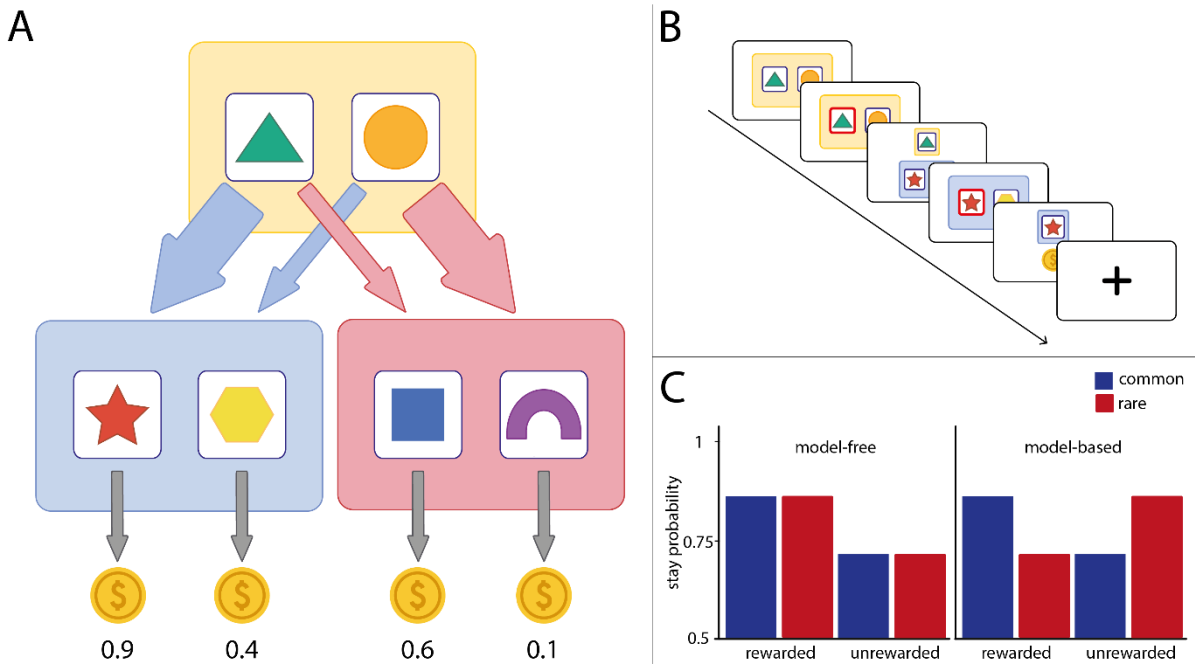 A
$ $ $ $
0.9 0.4 0.6 0.1
B
$
C
common
rare
1
model-free model-based
stay probability
0.75
0.5
rewarded unrewarded rewarded unrewarded